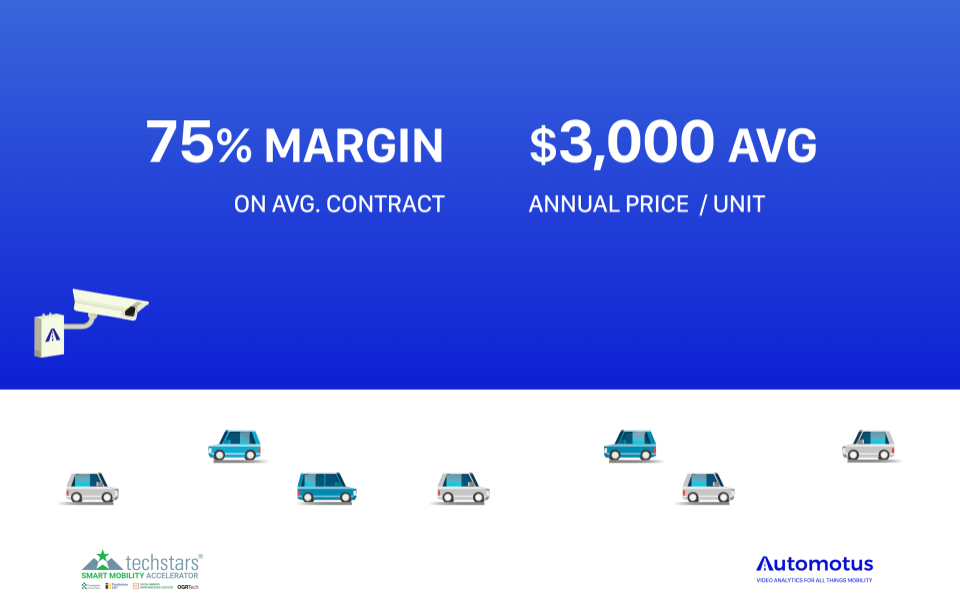 75% MARGIN
ON AVG. CONTRACT
$3,000 AVG
ANNUAL PRICE / UNIT
techstars®
SMART MOBILITY ACCELERATOR
OGRTech
Automotus
VIDEO ANALYTICS FOR ALL THINGS MOBILITY